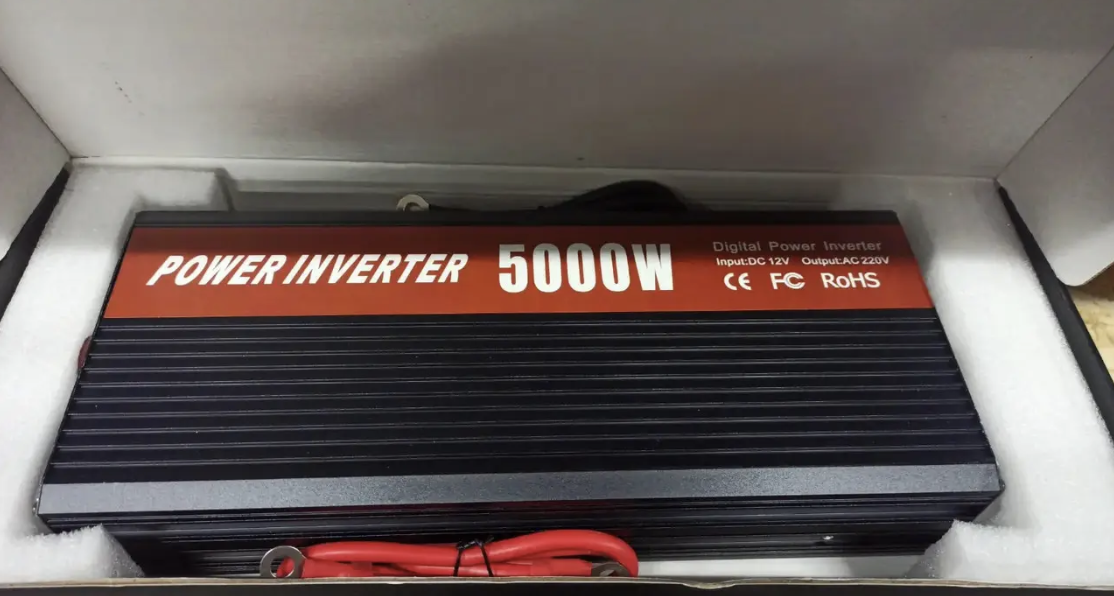 POWER INVERTER 5000W
Digital Power Inverter
Input:DC 12V Output:AC 220V
CE FC RoHS